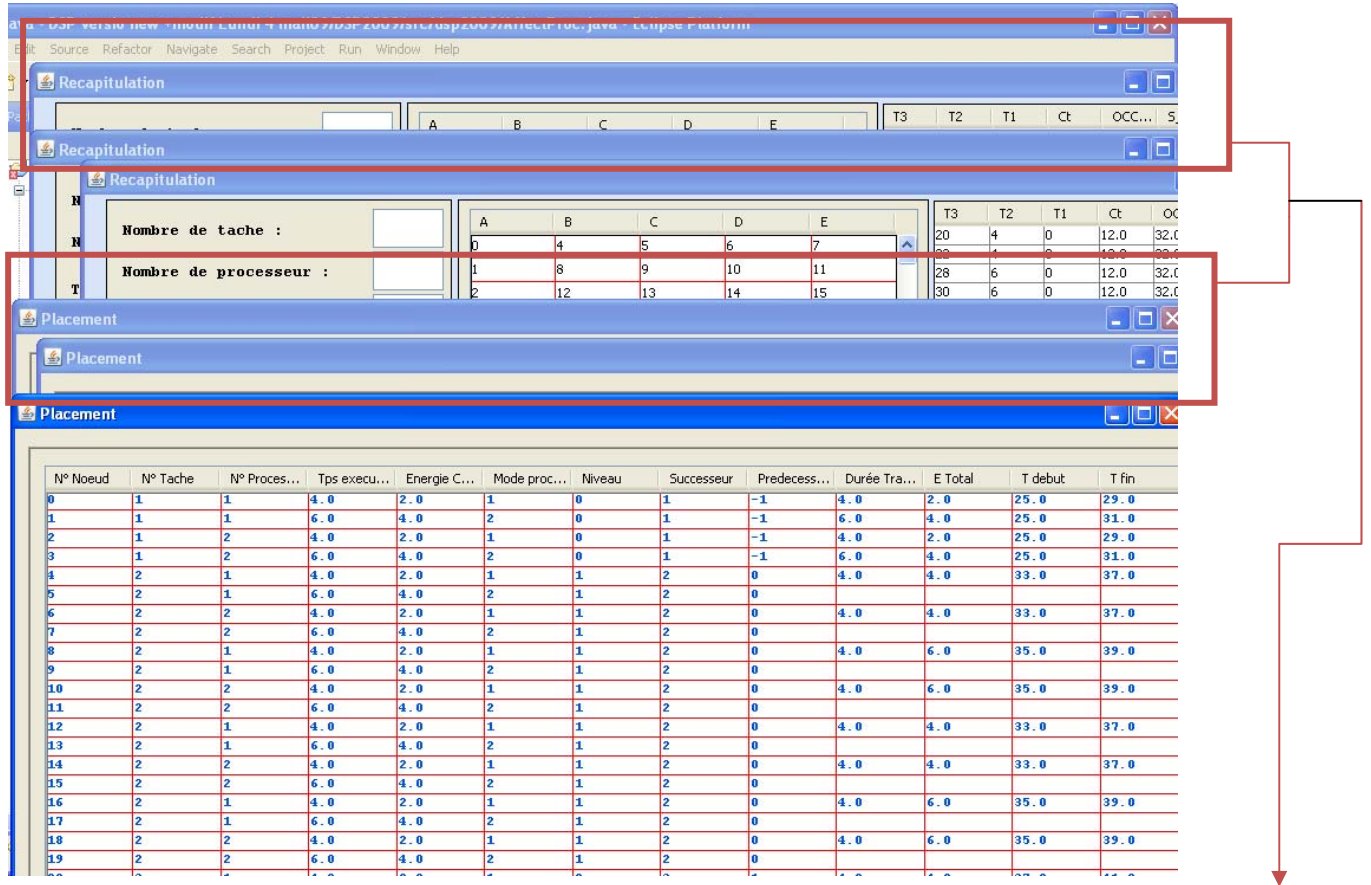 Edit Source Refactor Navigate Search Project Run Window Help
Recapitulation
A B C D E T3 T2 T1 Ct OCC...
Recapitulation
Recapitulation
N
Nombre de tache : A B C D E T3 T2 T1 Ct
N 0 4 5 6 7 20 4 0 12.0 32.0
Nombre de processeur : 1 8 9 10 11 28 6 0 12.0 32.0
T 2 12 13 14 15 30 6 0 12.0 32.0
Placement
Placement
Placement
N° Noeud N° Tache N° Proces... Tps execu... Energie C... Mode proc... Niveau Successeur Predecess... Durée Tra... E Total T debut T fin
0 1 1 4.0 2.0 1 0 1 -1 4.0 2.0 25.0 29.0
1 1 1 6.0 4.0 2 0 1 -1 6.0 4.0 25.0 31.0
2 1 2 4.0 2.0 1 0 1 -1 4.0 2.0 25.0 29.0
3 1 2 6.0 4.0 2 0 1 -1 6.0 4.0 25.0 31.0
4 2 1 4.0 2.0 1 1 2 0 4.0 4.0 33.0 37.0
5 2 1 6.0 4.0 2 1 2 0
6 2 2 4.0 2.0 1 1 2 0 4.0 4.0 33.0 37.0
7 2 2 6.0 4.0 2 1 2 0
8 2 1 4.0 2.0 1 1 2 0 4.0 6.0 35.0 39.0
9 2 1 6.0 4.0 2 1 2 0
10 2 2 4.0 2.0 1 1 2 0 4.0 6.0 35.0 39.0
11 2 2 6.0 4.0 2 1 2 0
12 2 1 4.0 2.0 1 1 2 0 4.0 4.0 33.0 37.0
13 2 1 6.0 4.0 2 1 2 0
14 2 2 4.0 2.0 1 1 2 0 4.0 4.0 33.0 37.0
15 2 2 6.0 4.0 2 1 2 0
16 2 1 4.0 2.0 1 1 2 0 4.0 6.0 35.0 39.0
17 2 1 6.0 4.0 2 1 2 0
18 2 2 4.0 2.0 1 1 2 0 4.0 6.0 35.0 39.0
19 2 2 6.0 4.0 2 1 2 0